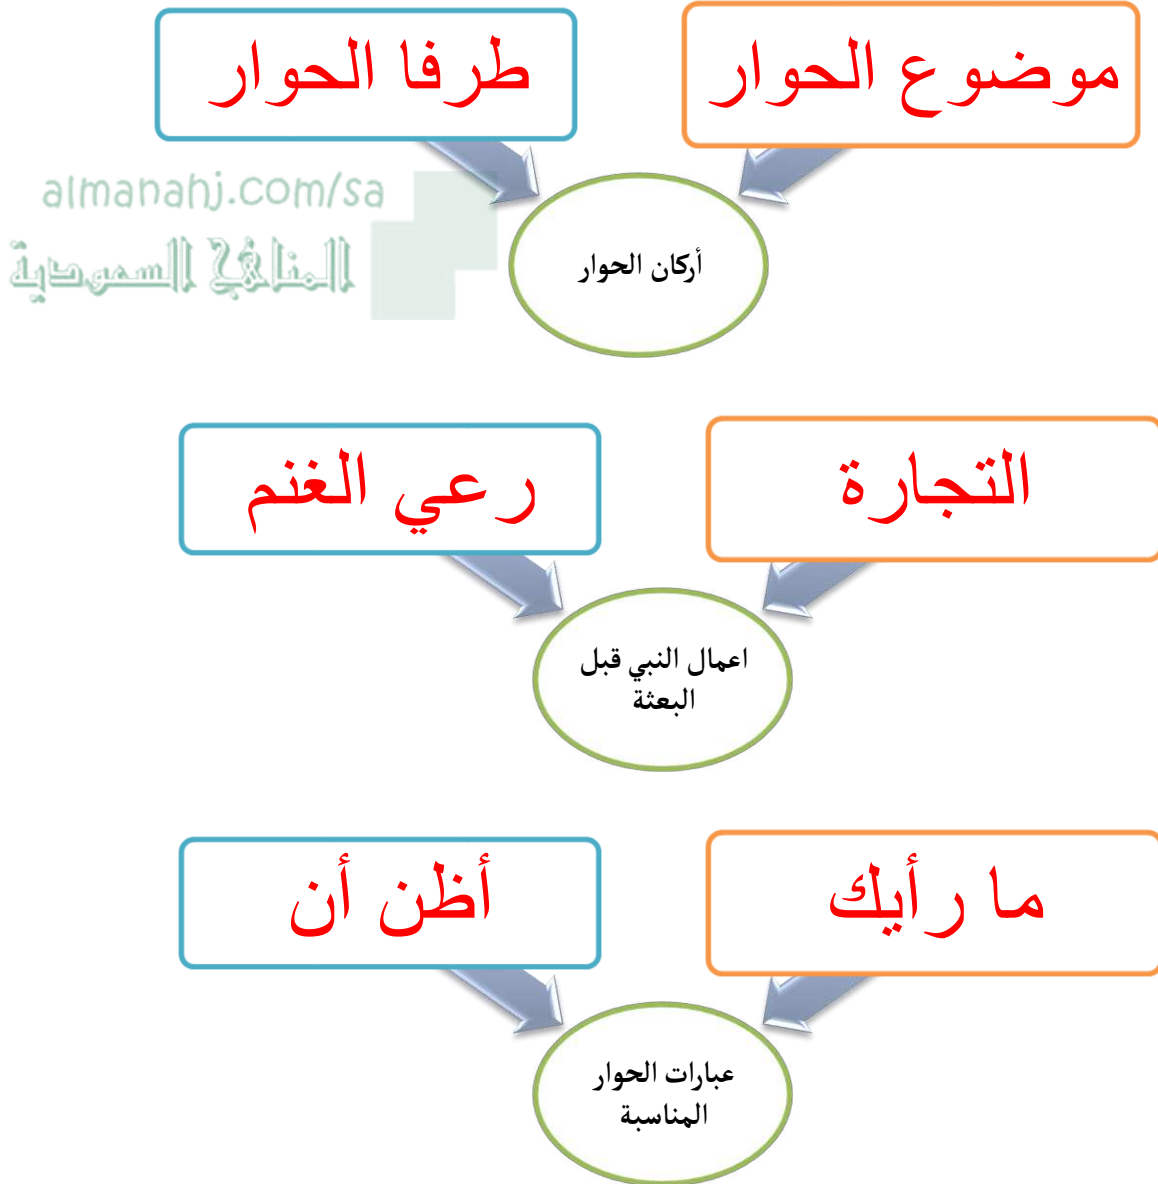 موضوع الحوار
طرفا الحوار
almanahj.com/sa
المناهج السعودية
أركان الحوار
التجارة
رعي الغنم
اعمال النبي قبل
البعثة
ما رأيك
أظن أن
عبارات الحوار
المناسبة